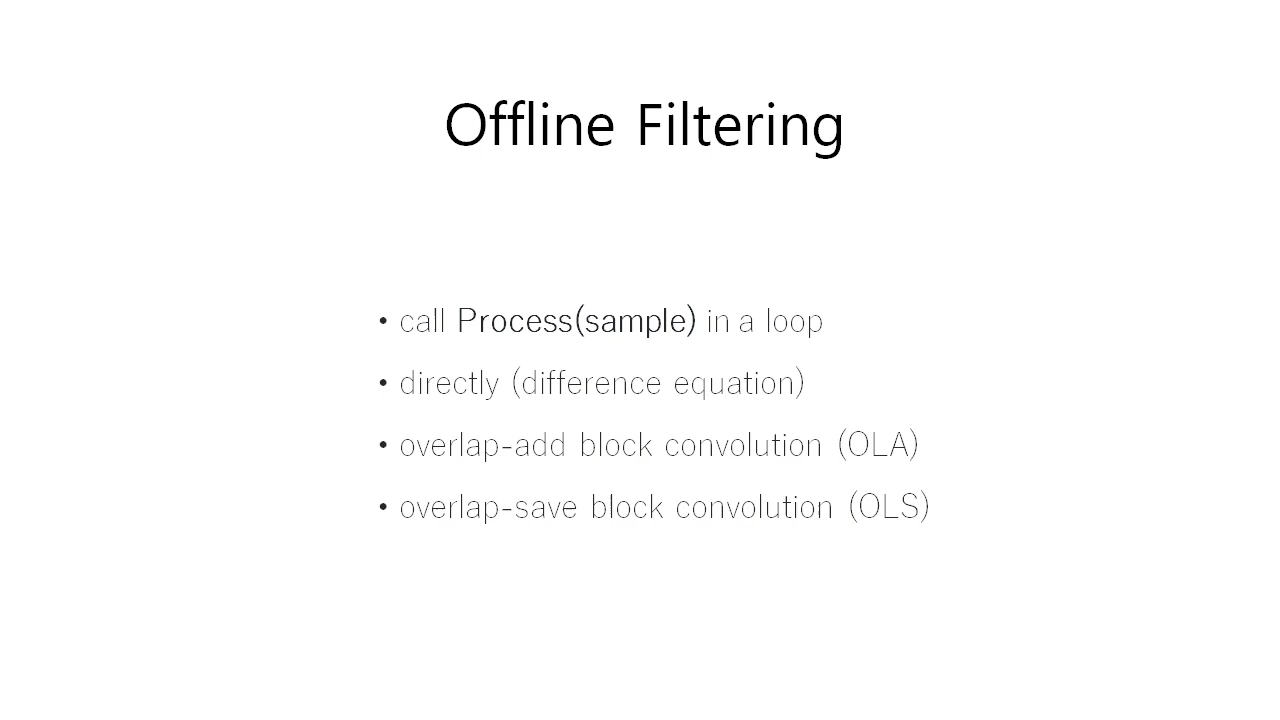 Offline Filtering
• call Process(sample) in a loop
• directly (difference equation)
• overlap-add block convolution (OLA)
• overlap-save block convolution (OLS)